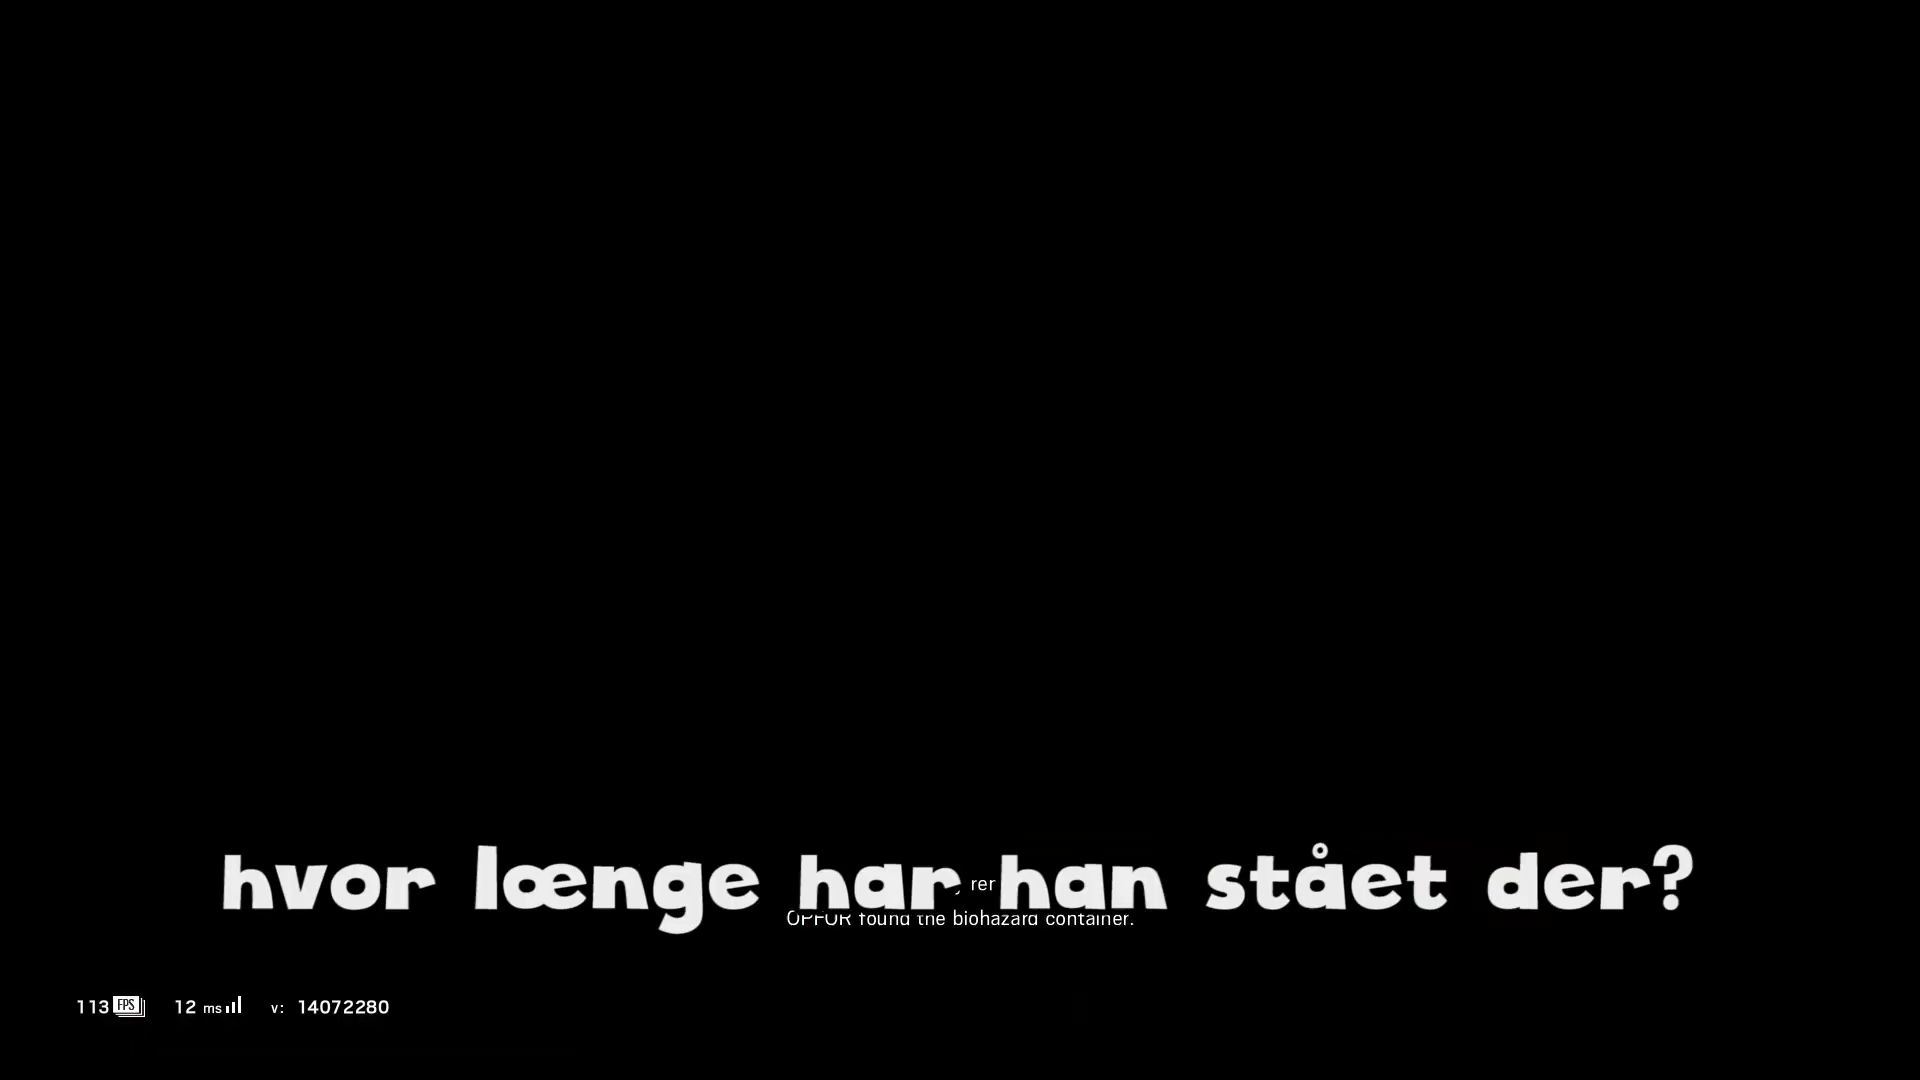 hvor længe har han stået der?
OPFOR found the biohazard container.
113 FPS 12 ms v: 14072280